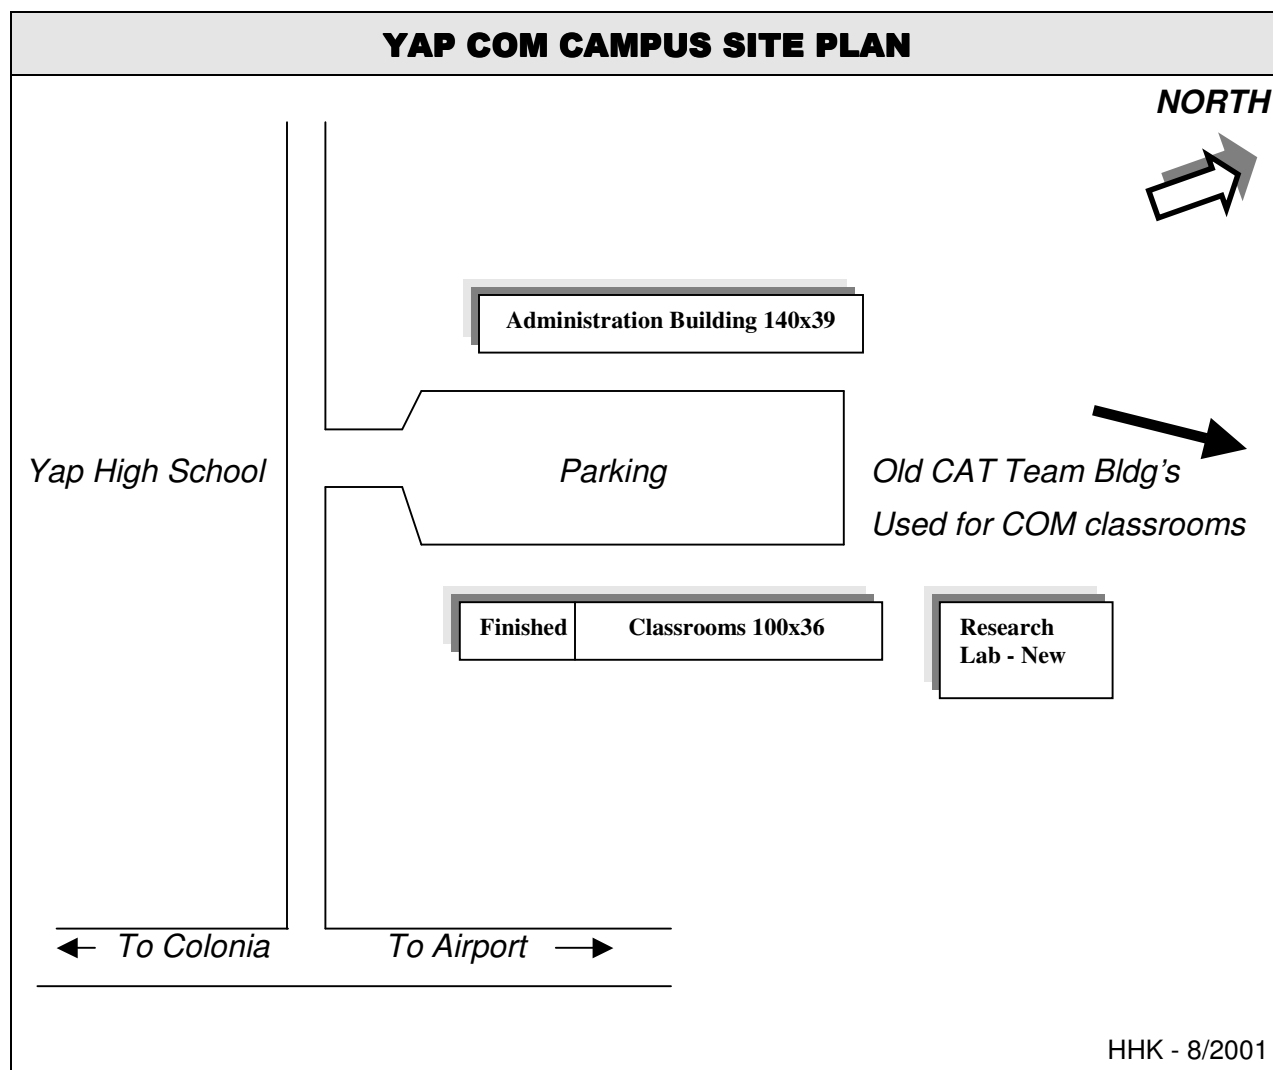 YAP COM CAMPUS SITE PLAN
NORTH
Administration Building 140x39
Yap High School
Parking
Old CAT Team Bldg's
Used for COM classrooms
Finished
Classrooms 100x36
Research
Lab - New
To Colonia
To Airport
HHK - 8/2001